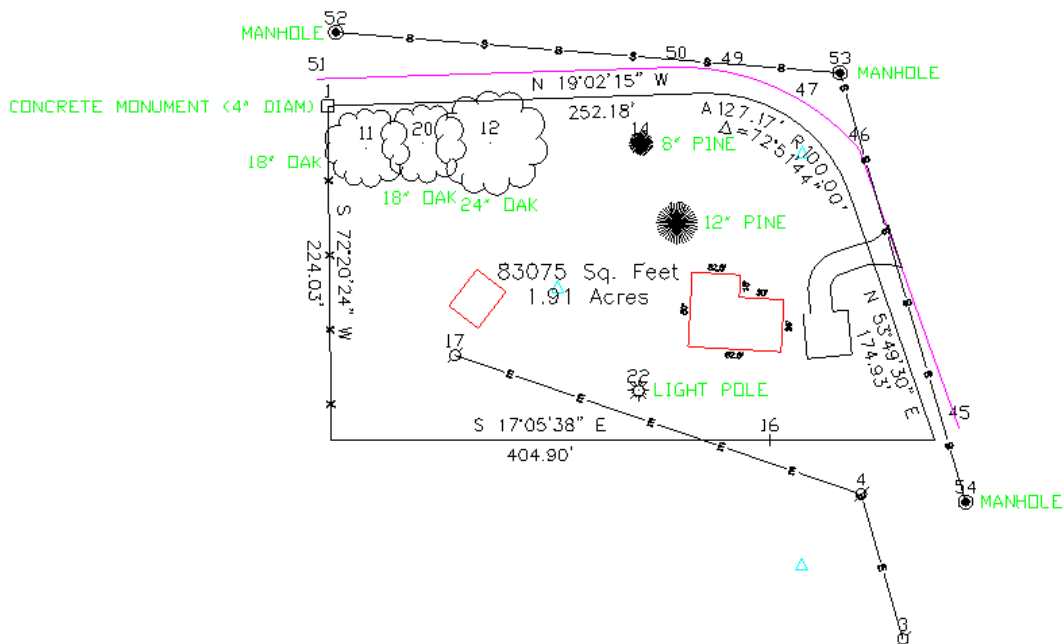 52
MANHOLE
51
50
49
53
MANHOLE
N 19°02'15" W
47
1
CONCRETE MONUMENT (4" DIAM)
252.18'
A 127.17' R 100.00'
Δ = 72°51'44"
46
11
20
12
14
8" PINE
18" OAK
18" OAK
24" OAK
12" PINE
S 72°20'24" W
224.03'
83075 Sq. Feet
1.91 Acres
N 53°49'30" E
174.93'
17
22
LIGHT POLE
45
S 17°05'38" E
16
404.90'
4
54
MANHOLE
3